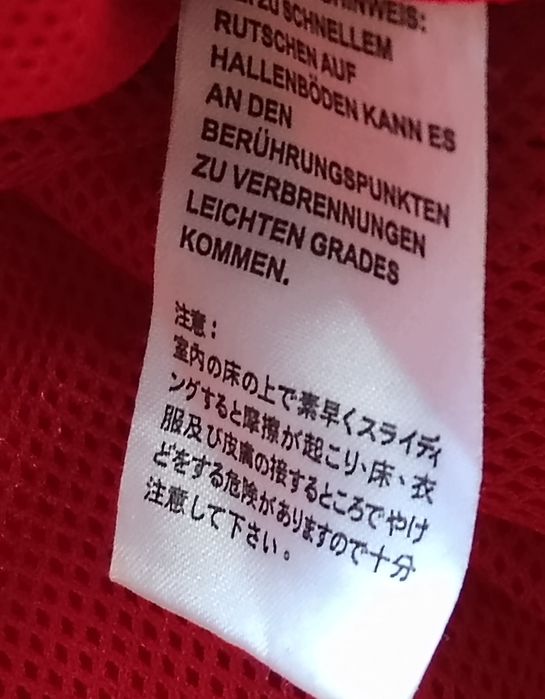 HINWEIS:
ZU SCHNELLEM
RUTSCHEN AUF
HALLENBÖDEN KANN ES
AN DEN
BERÜHRUNGSPUNKTEN
ZU VERBRENNUNGEN
LEICHTEN GRADES
KOMMEN.
注意：
室内の床の上で素早くスライディ
ングすると摩擦が起こり、床、衣
服及び皮膚の接するところでやけ
どをする危険がありますので十分
注意して下さい。